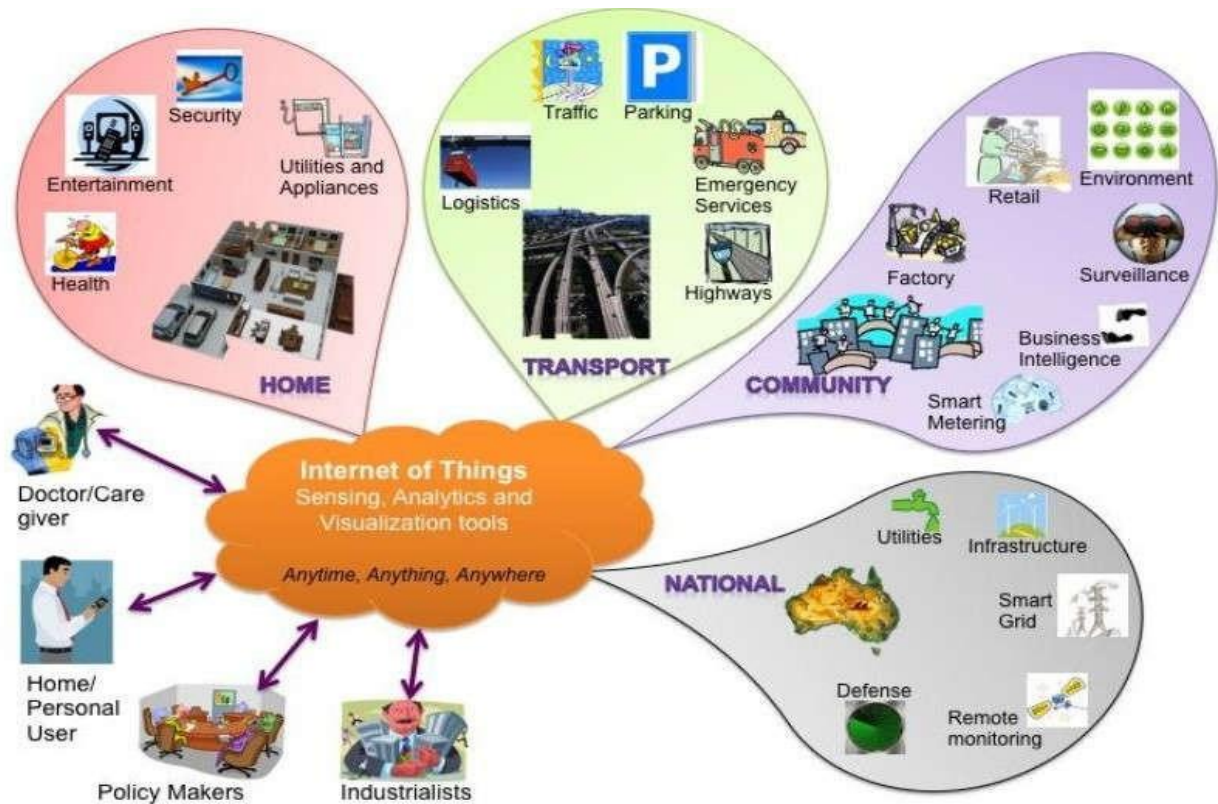 Security
Entertainment
Utilities and
Appliances
Health
HOME
Traffic
P
Parking
Logistics
Emergency
Services
Highways
TRANSPORT
Retail
Environment
Factory
Surveillance
Business
Intelligence
COMMUNITY
Smart
Metering
Doctor/Care
giver
Internet of Things
Sensing, Analytics and
Visualization tools
Anytime, Anything, Anywhere
Home/
Personal
User
Policy Makers
Industrialists
Utilities
Infrastructure
NATIONAL
Smart
Grid
Defense
Remote
monitoring